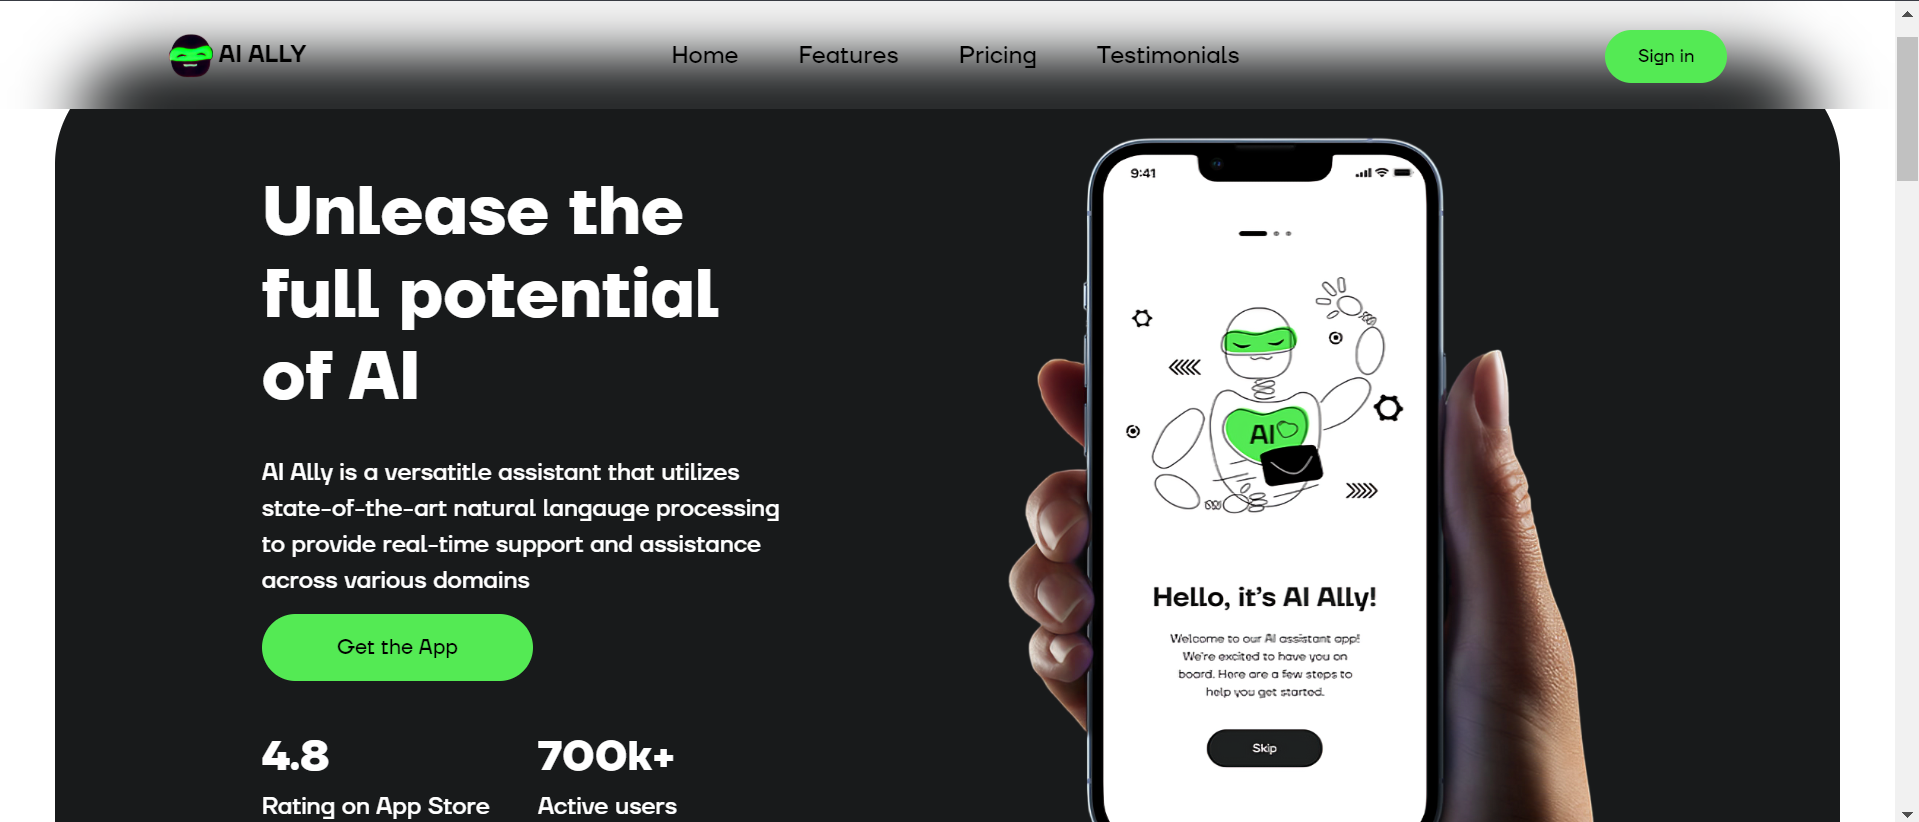 AI ALLY
Home
Features
Pricing
Testimonials
Sign in
Unlease the
full potential
of AI
AI Ally is a versatitle assistant that utilizes
state-of-the-art natural langauge processing
to provide real-time support and assistance
across various domains
Get the App
4.8
Rating on App Store
700k+
Active users
9:41
AI
Hello, it's AI Ally!
Welcome to our AI assistant app!
We're excited to have you on
board. Here are a few steps to
help you get started.
Skip